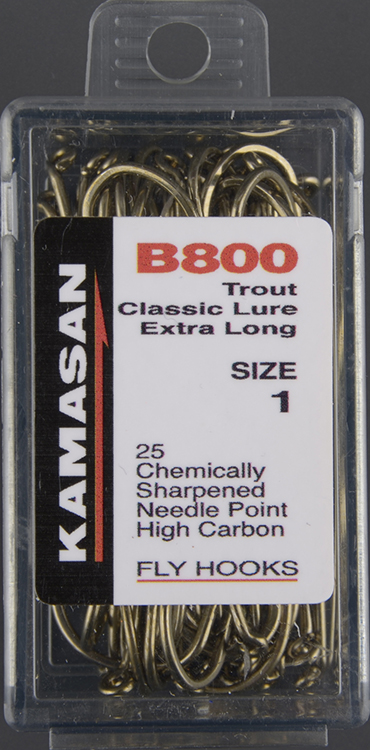 KAMASAN
B800
Trout
Classic Lure
Extra Long
SIZE
1
25
Chemically
Sharpened
Needle Point
High Carbon
FLY HOOKS